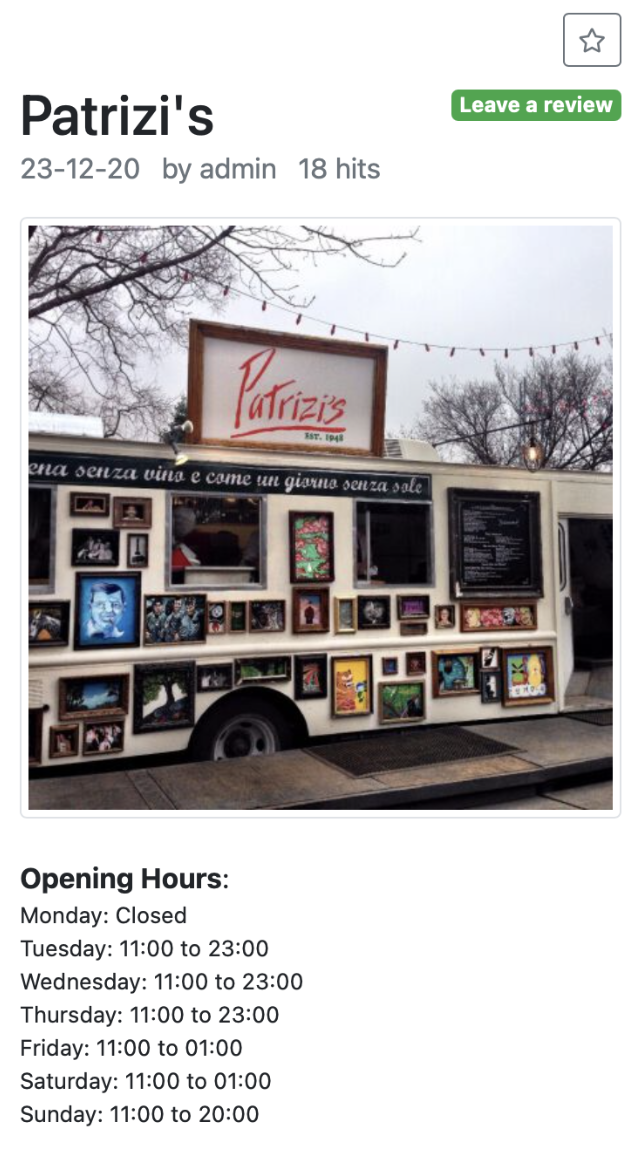 Patrizi's
Leave a review
23-12-20 by admin 18 hits
Patrizi's
EST. 1948
ena senza vino e come un giorno senza sole
Opening Hours:
Monday: Closed
Tuesday: 11:00 to 23:00
Wednesday: 11:00 to 23:00
Thursday: 11:00 to 23:00
Friday: 11:00 to 01:00
Saturday: 11:00 to 01:00
Sunday: 11:00 to 20:00